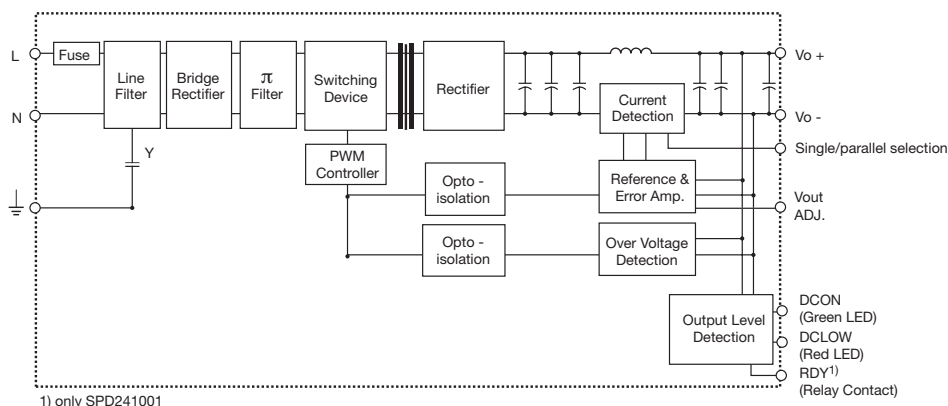 L
Fuse
N
Line
Filter
Bridge
Rectifier
π
Filter
Switching
Device
Rectifier
Current
Detection
Vo +
Vo -
Single/parallel selection
Y
PWM
Controller
Opto -
isolation
Reference &
Error Amp.
Vout
ADJ.
Opto -
isolation
Over Voltage
Detection
Output Level
Detection
DCON
(Green LED)
DCLOW
(Red LED)
RDY1)
(Relay Contact)
1) only SPD241001